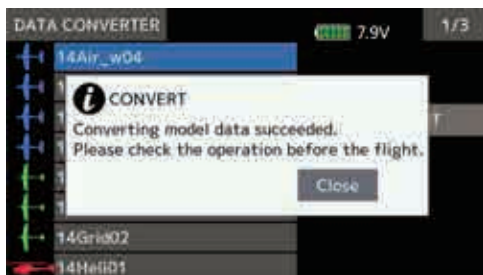 DATA CONVERTER
7.9V
1/3
14Air_w04
CONVERT
Converting model data succeeded.
Please check the operation before the flight.
Close
14Grid02
14Heli01